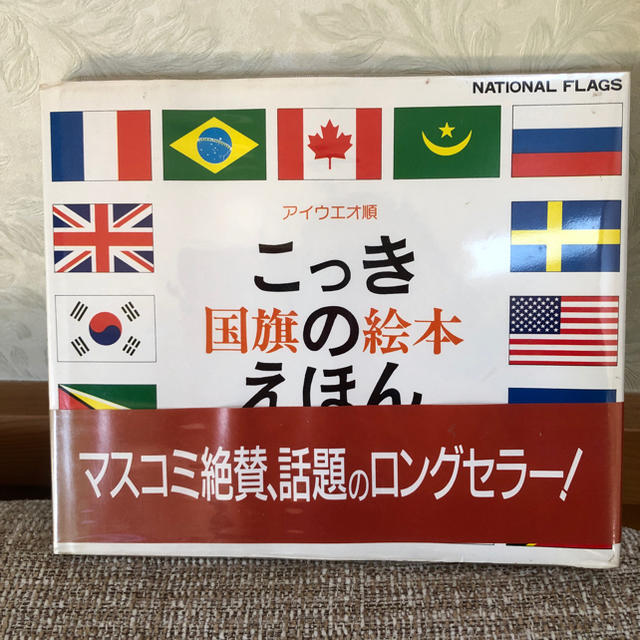 NATIONAL FLAGS
アイウエオ順
こっき
国旗の絵本
えほん
マスコミ絶賛、話題のロングセラー!